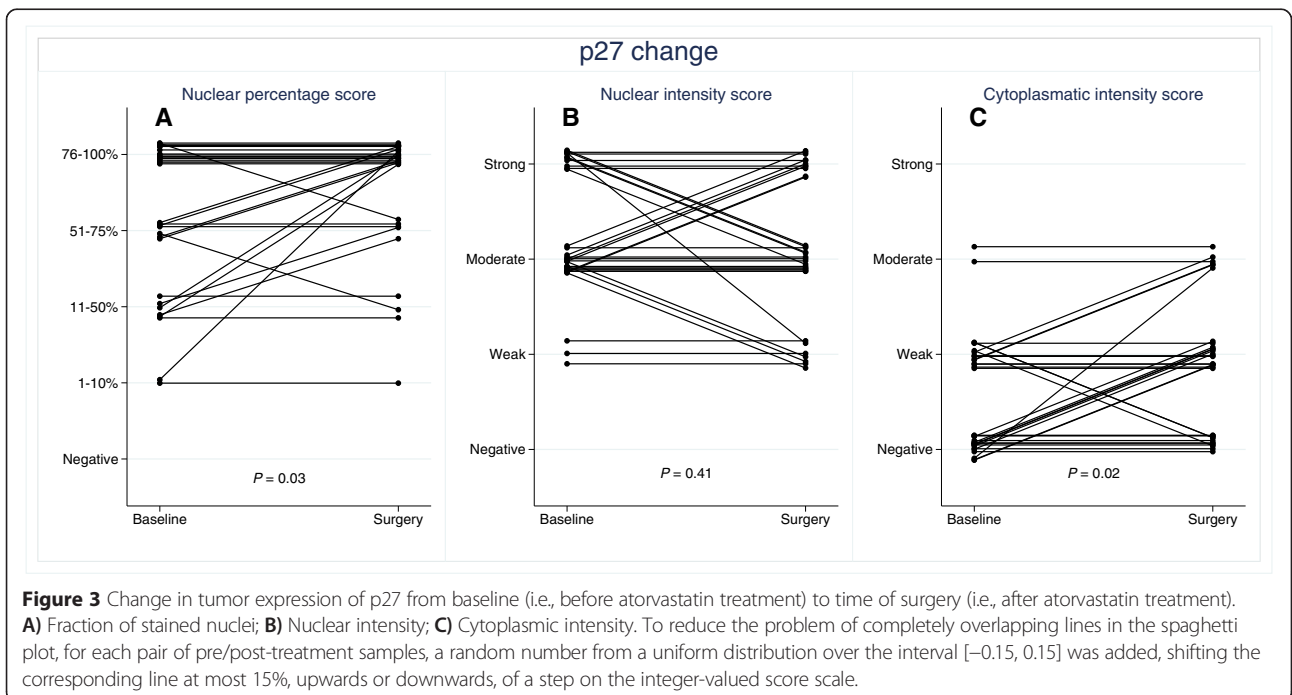 p27 change
Nuclear percentage score
A
76-100%
51-75%
11-50%
1-10%
Negative
P = 0.03
Baseline
Surgery
Nuclear intensity score
B
Strong
Moderate
Weak
Negative
P = 0.41
Baseline
Surgery
Cytoplasmatic intensity score
C
Strong
Moderate
Weak
Negative
P = 0.02
Baseline
Surgery
Figure 3 Change in tumor expression of p27 from baseline (i.e., before atorvastatin treatment) to time of surgery (i.e., after atorvastatin treatment).
A) Fraction of stained nuclei; B) Nuclear intensity; C) Cytoplasmic intensity. To reduce the problem of completely overlapping lines in the spaghetti
plot, for each pair of pre/post-treatment samples, a random number from a uniform distribution over the interval [−0.15, 0.15] was added, shifting the
corresponding line at most 15%, upwards or downwards, of a step on the integer-valued score scale.